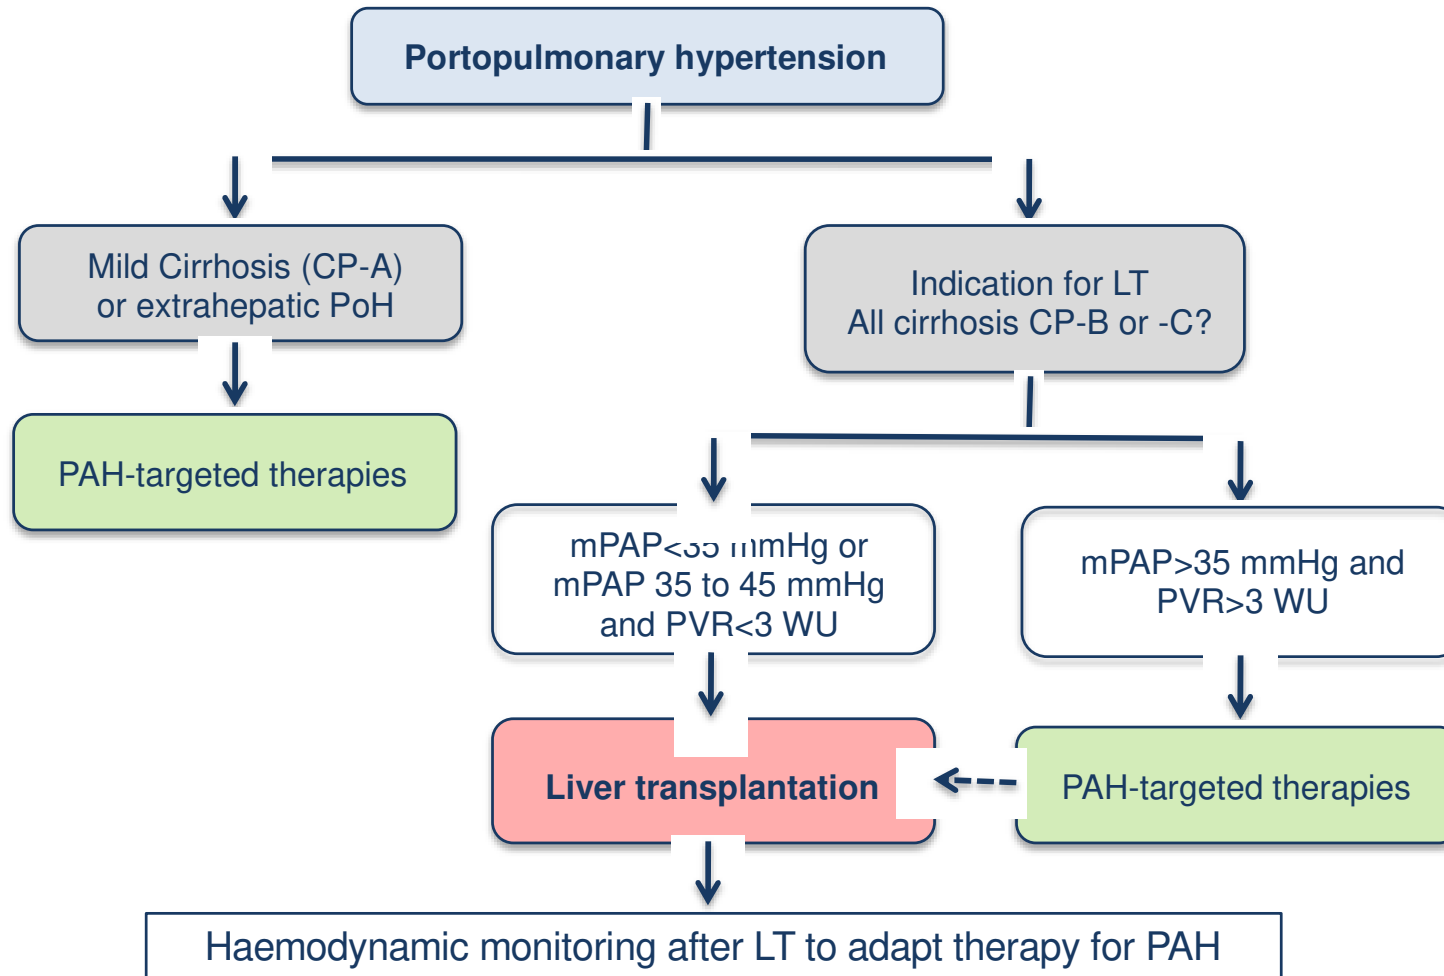 Portopulmonary hypertension
Mild Cirrhosis (CP-A)
or extrahepatic PoH
Indication for LT
All cirrhosis CP-B or -C?
PAH-targeted therapies
mPAP<35 mmHg or
mPAP 35 to 45 mmHg
and PVR<3 WU
mPAP>35 mmHg and
PVR>3 WU
Liver transplantation
PAH-targeted therapies
Haemodynamic monitoring after LT to adapt therapy for PAH